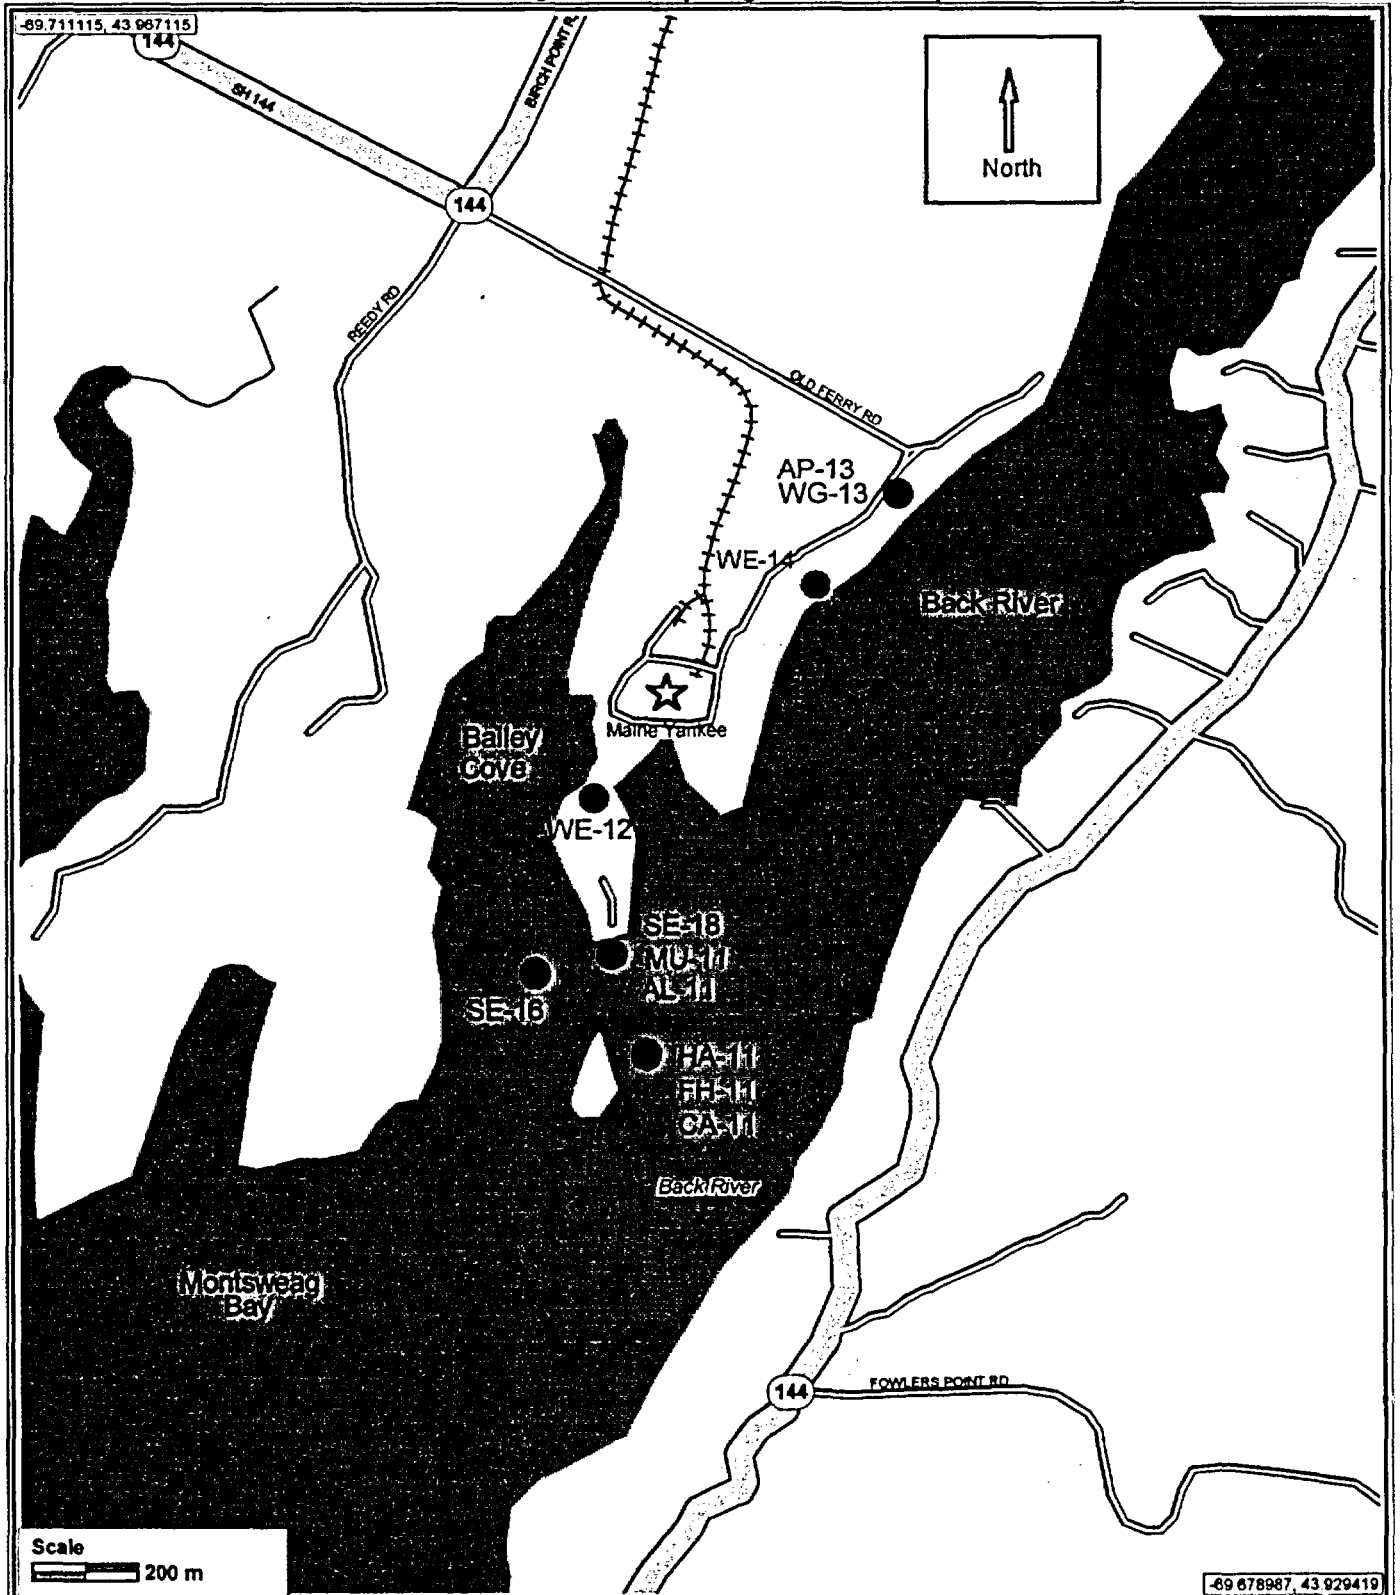 -69.711115, 43.967115
144
SH 144
BIRCH POINT R
North
144
REEDY RD
OLD FERRY RD
AP-13
WG-13
WE-14
Back River
Maine Yankee
Bailey
Cove
WE-12
SE-18
MU-11
AL-11
SE-16
HA-11
FH-11
CA-11
Back River
Montsweag
Bay
144
FOWLERS POINT RD
Scale
200 m
-69 678987, 43 929419